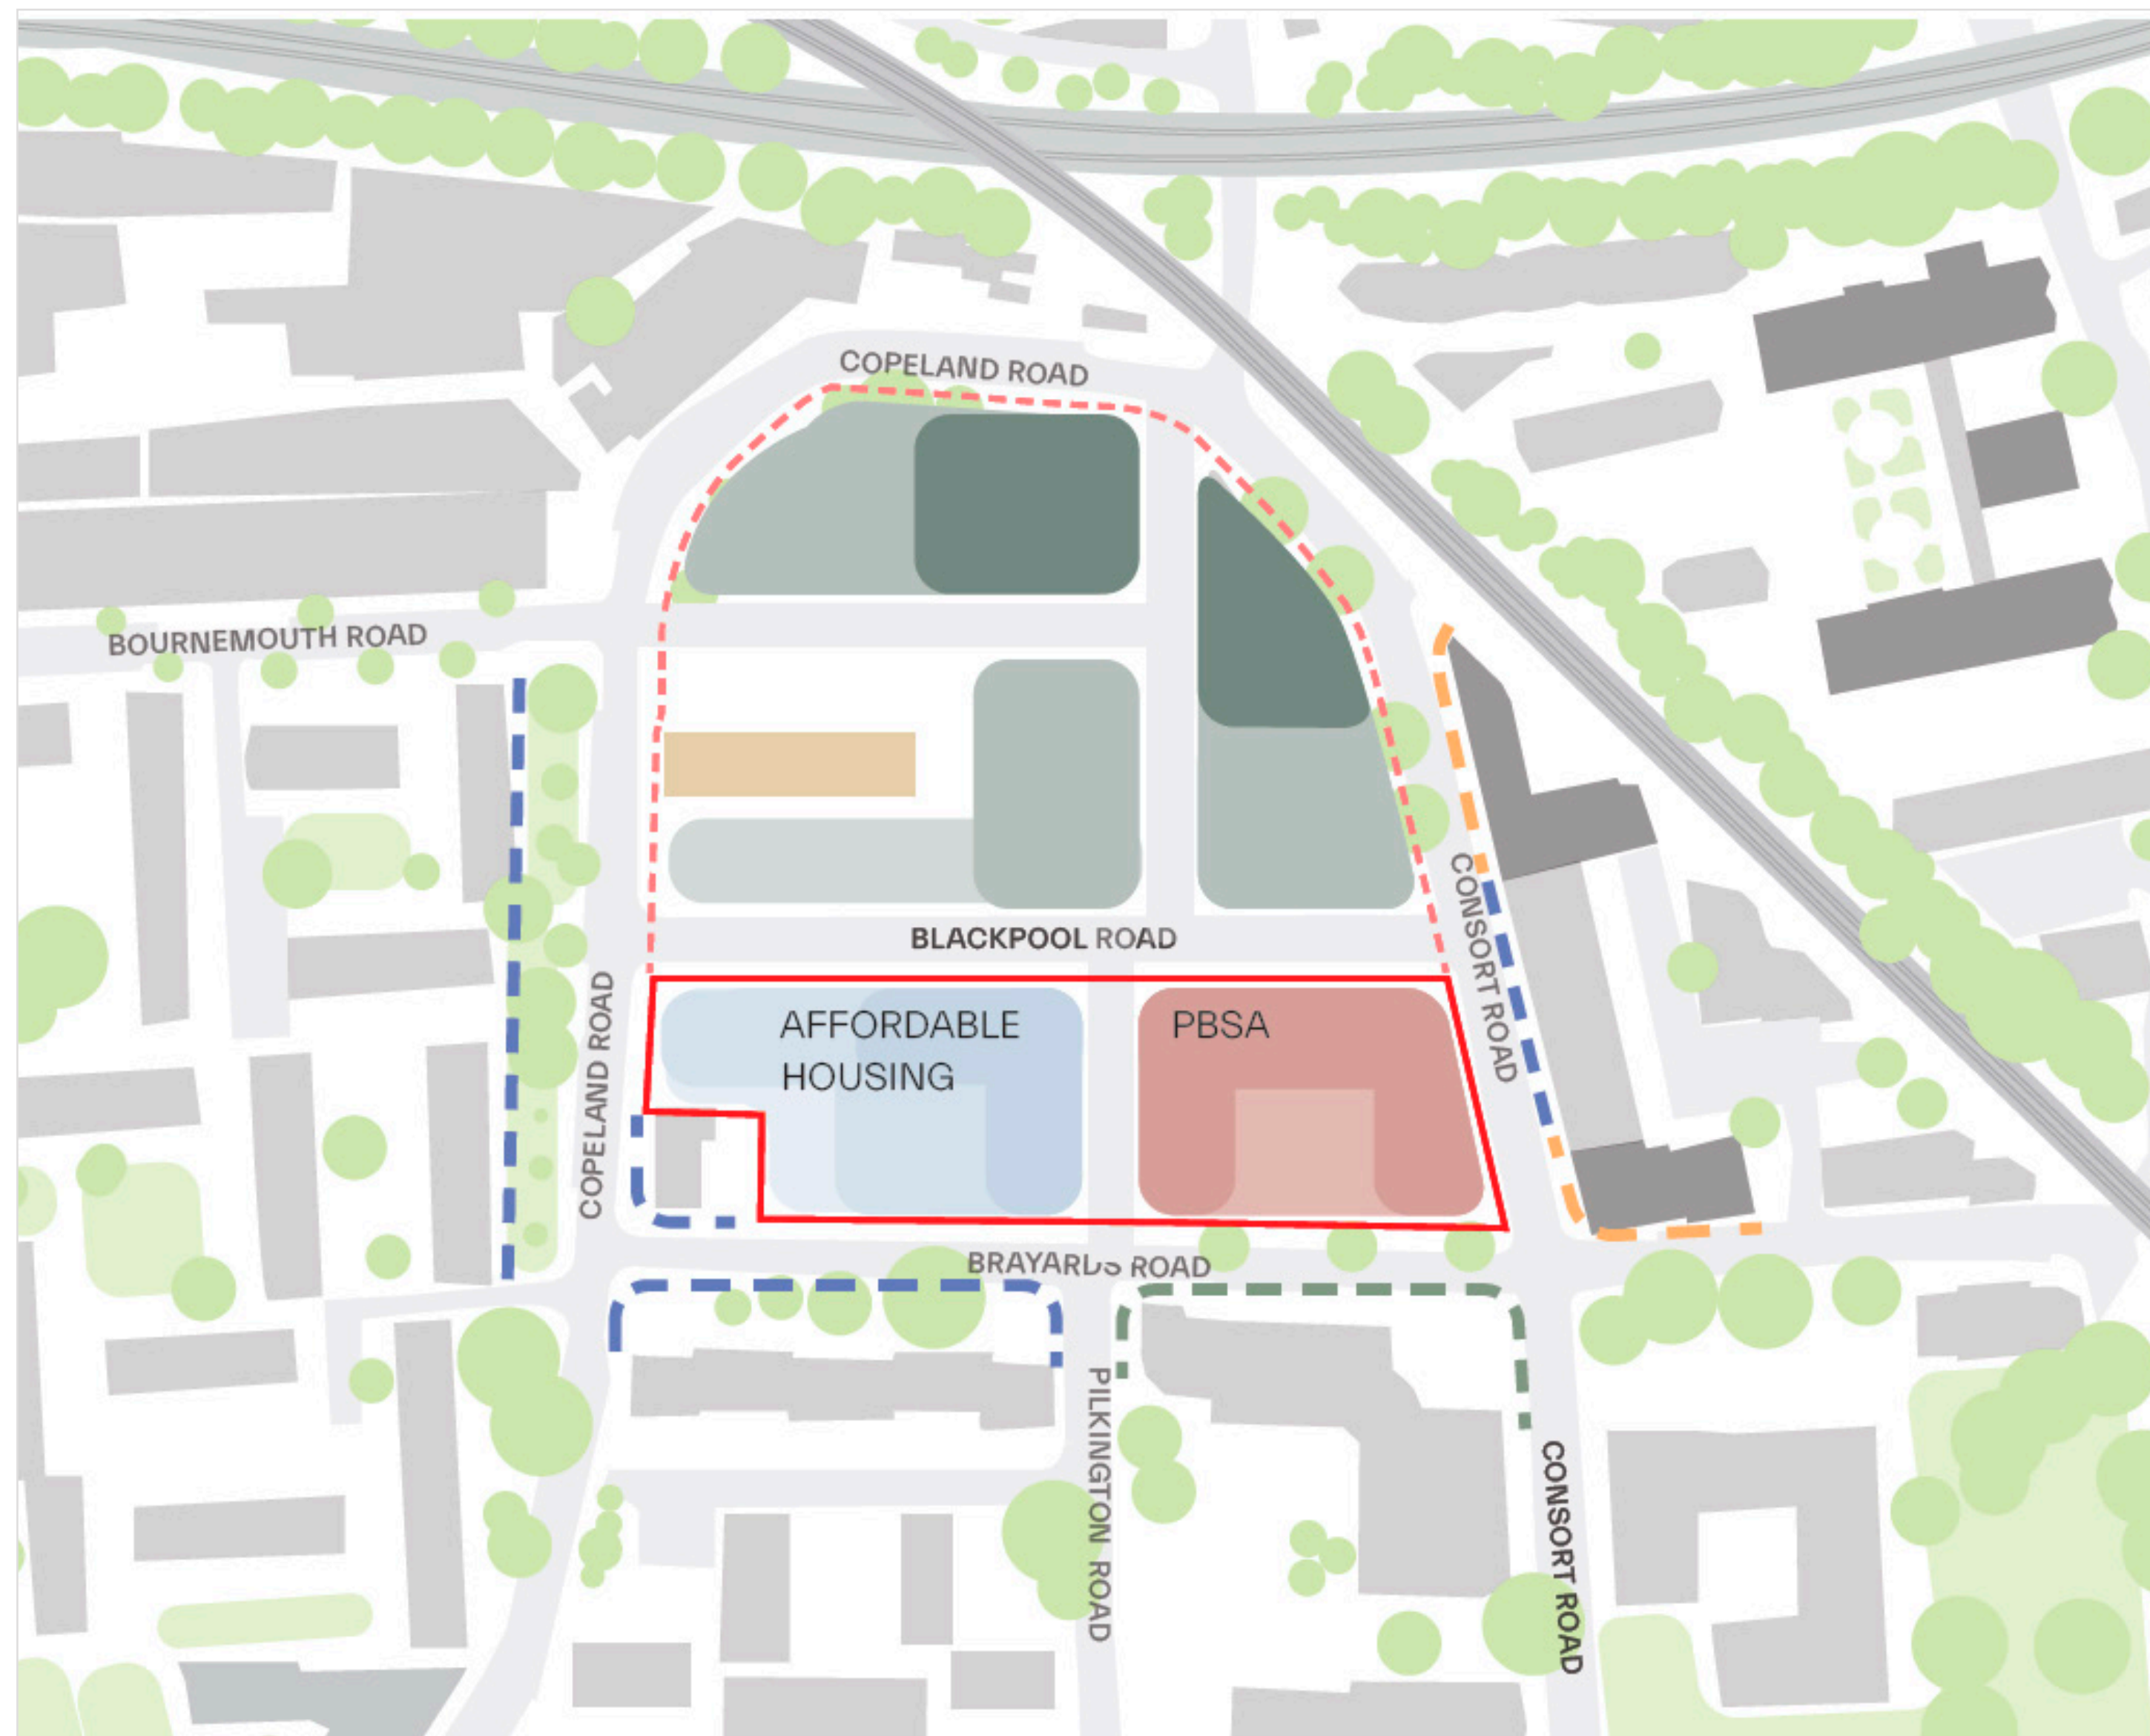 COPELAND ROAD
BOURNEMOUTH ROAD
BLACKPOOL ROAD
CONSORT ROAD
COPELAND ROAD
AFFORDABLE
HOUSING
PBSA
BRAYARDS ROAD
PILKINGTON ROAD
CONSORT ROAD